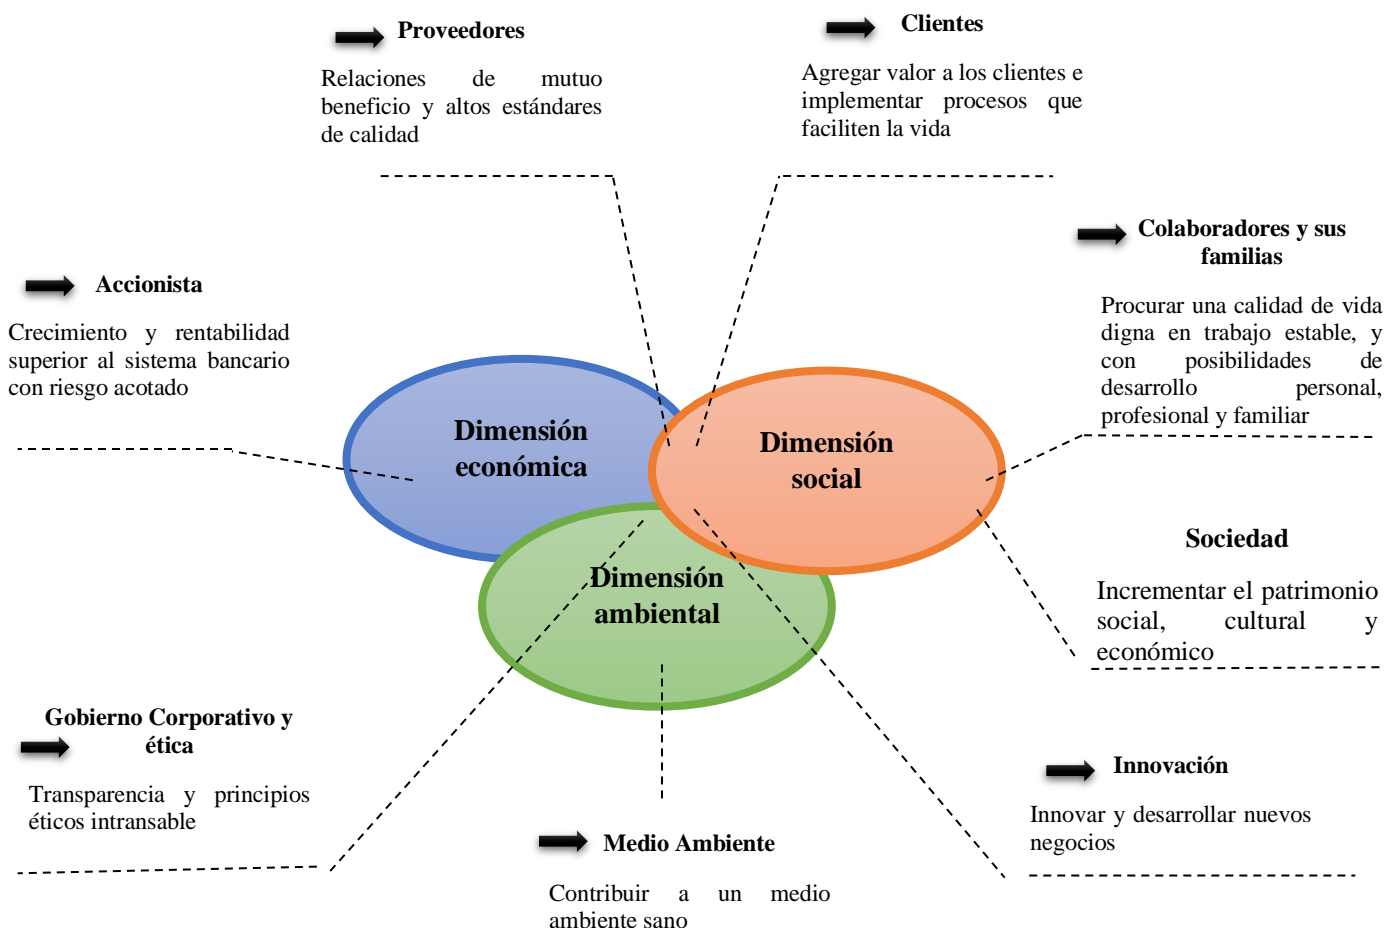 Proveedores
Relaciones de mutuo
beneficio y altos estándares
de calidad
Clientes
Agregar valor a los clientes e
implementar procesos que
faciliten la vida
Colaboradores y sus
familias
Procurar una calidad de vida
digna en trabajo estable, y
con posibilidades de
desarrollo personal,
profesional y familiar
Accionista
Crecimiento y rentabilidad
superior al sistema bancario
con riesgo acotado
Dimensión
económica
Dimensión
social
Dimensión
ambiental
Sociedad
Incrementar el patrimonio
social, cultural y
económico
Gobierno Corporativo y
ética
Transparencia y principios
éticos intransable
Medio Ambiente
Contribuir a un medio
ambiente sano
Innovación
Innovar y desarrollar nuevos
negocios